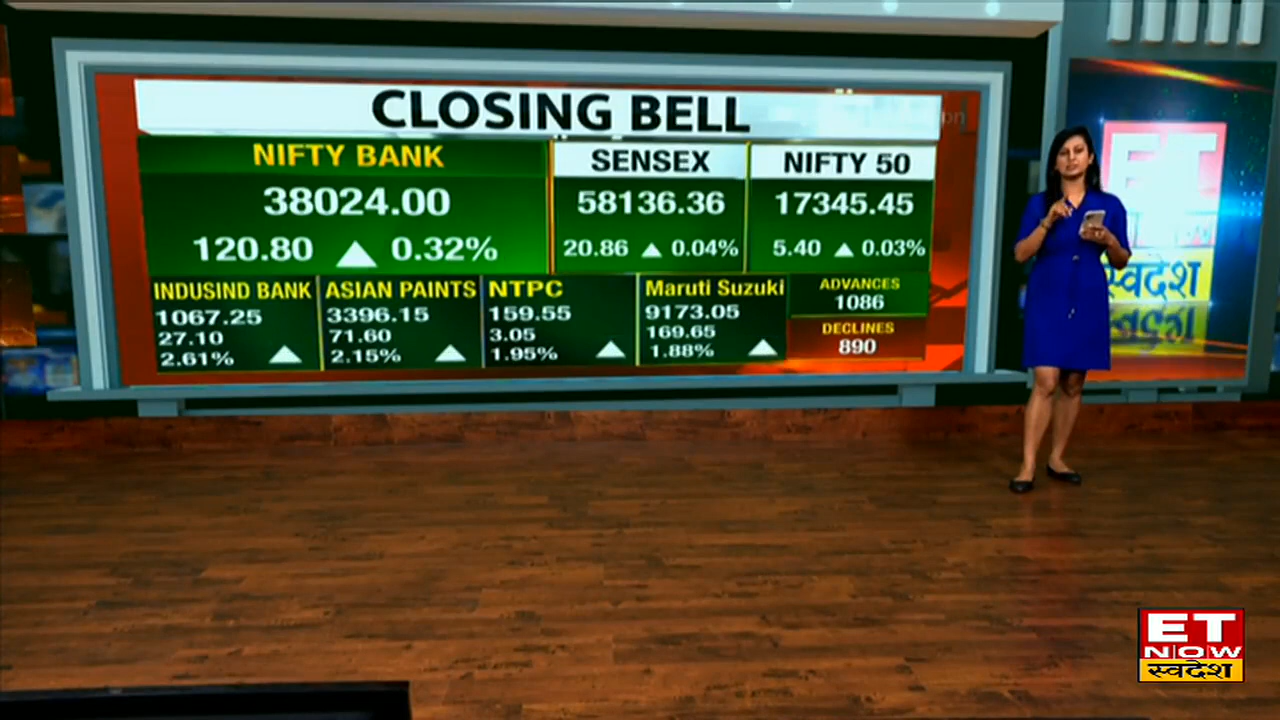 CLOSING BELL
NIFTY BANK
38024.00
120.80 ▲ 0.32%
SENSEX
58136.36
20.86 ▲ 0.04%
NIFTY 50
17345.45
5.40 ▲ 0.03%
INDUSIND BANK
1067.25
27.10
2.61% ▲
ASIAN PAINTS
3396.15
71.60
2.15% ▲
NTPC
159.55
3.05
1.95% ▲
Maruti Suzuki
9173.05
169.65
1.88% ▲
ADVANCES
1086
DECLINES
890
ET
स्वदेश
ET
NOW
स्वदेश